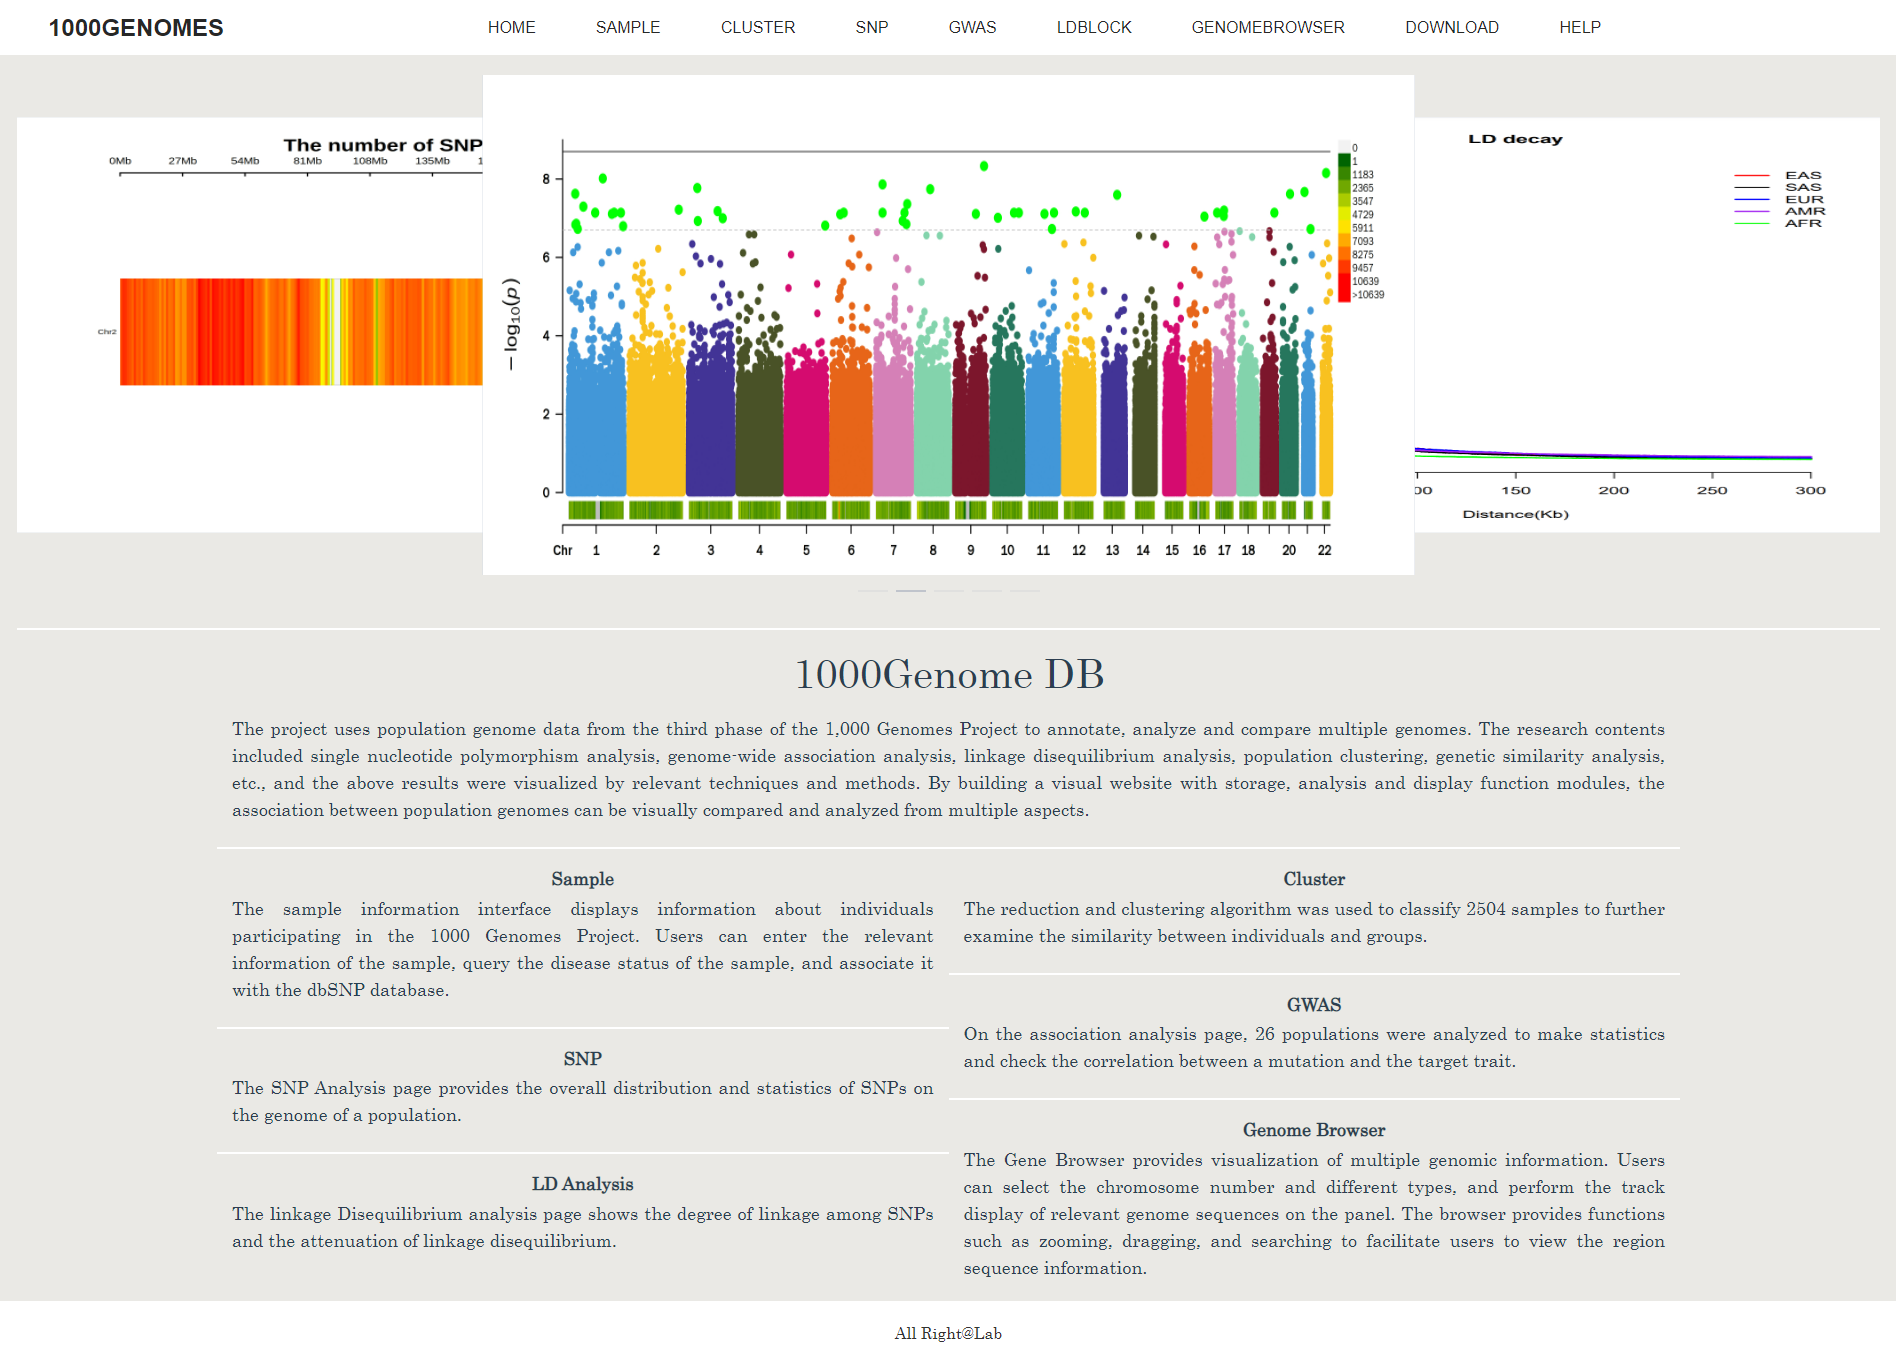 1000GENOMES
HOME SAMPLE CLUSTER SNP GWAS LDBLOCK GENOMEBROWSER DOWNLOAD HELP
The number of SNP
0Mb 27Mb 54Mb 81Mb 108Mb 135Mb 1
Chr2
− log10(p)
8
6
4
2
0
Chr 1 2 3 4 5 6 7 8 9 10 11 12 13 14 15 16 17 18 20 22
0
1
1183
2365
3547
4729
5911
7093
8275
9457
10639
>10639
LD decay
EAS
SAS
EUR
AMR
AFR
00 150 200 250 300
Distance(Kb)
1000Genome DB
The project uses population genome data from the third phase of the 1,000 Genomes Project to annotate, analyze and compare multiple genomes. The research contents
included single nucleotide polymorphism analysis, genome-wide association analysis, linkage disequilibrium analysis, population clustering, genetic similarity analysis,
etc., and the above results were visualized by relevant techniques and methods. By building a visual website with storage, analysis and display function modules, the
association between population genomes can be visually compared and analyzed from multiple aspects.
Sample
The sample information interface displays information about individuals
participating in the 1000 Genomes Project. Users can enter the relevant
information of the sample, query the disease status of the sample, and associate it
with the dbSNP database.
SNP
The SNP Analysis page provides the overall distribution and statistics of SNPs on
the genome of a population.
LD Analysis
The linkage Disequilibrium analysis page shows the degree of linkage among SNPs
and the attenuation of linkage disequilibrium.
Cluster
The reduction and clustering algorithm was used to classify 2504 samples to further
examine the similarity between individuals and groups.
GWAS
On the association analysis page, 26 populations were analyzed to make statistics
and check the correlation between a mutation and the target trait.
Genome Browser
The Gene Browser provides visualization of multiple genomic information. Users
can select the chromosome number and different types, and perform the track
display of relevant genome sequences on the panel. The browser provides functions
such as zooming, dragging, and searching to facilitate users to view the region
sequence information.
All Right@Lab